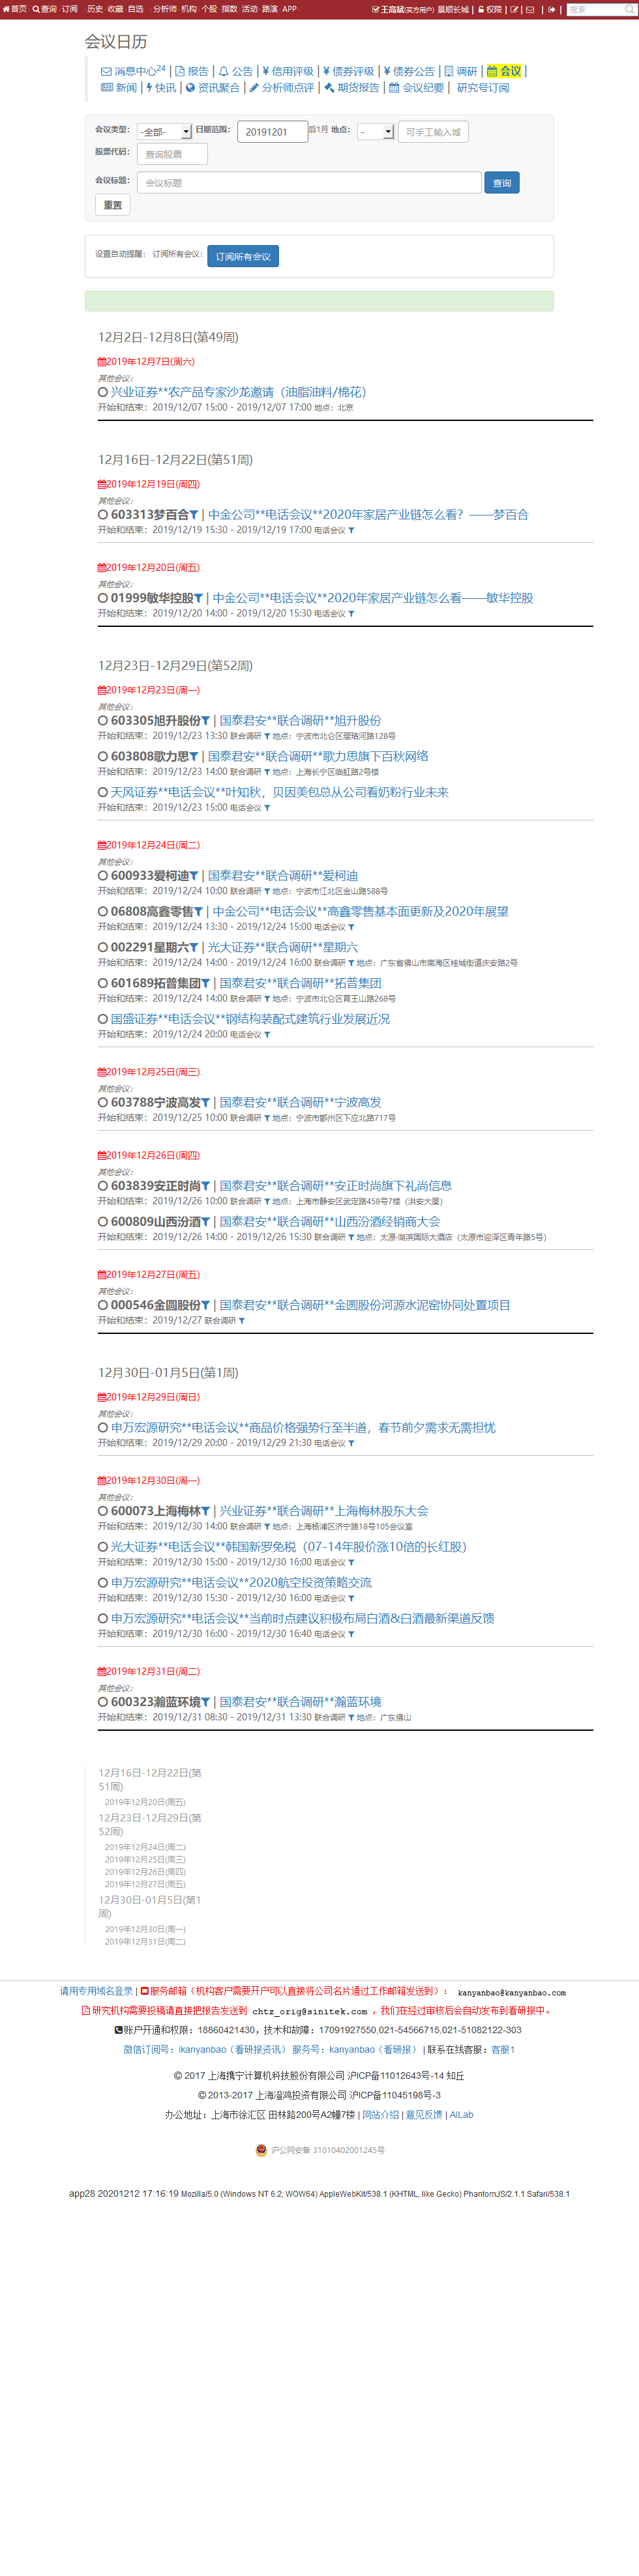 首页 · 查询 · 订阅 · 历史 · 收藏 · 自选 · 分析师 · 机构 · 个股 · 指数 · 活动 · 路演 · APP ·
王高斌(买方用户) 景顺长城 | 权限 | | | | 搜索
会议日历
消息中心24 | 报告 | 公告 | ¥ 信用评级 | ¥ 债券评级 | ¥ 债券公告 | 调研 | 会议 |
新闻 | 快讯 | 资讯聚合 | 分析师点评 | 期货报告 | 会议纪要 | 研究号订阅
会议类型: -全部- 日期范围: 20191201 后1月 地点: - 可手工输入城
股票代码: 查询股票
会议标题: 会议标题 查询
重置
设置自动提醒: 订阅所有会议: 订阅所有会议
12月2日-12月8日(第49周)
2019年12月7日(周六)
其他会议:
兴业证券**农产品专家沙龙邀请（油脂油料/棉花）
开始和结束: 2019/12/07 15:00 - 2019/12/07 17:00 地点: 北京
12月16日-12月22日(第51周)
2019年12月19日(周四)
其他会议:
603313梦百合 | 中金公司**电话会议**2020年家居产业链怎么看？——梦百合
开始和结束: 2019/12/19 15:30 - 2019/12/19 17:00 电话会议
2019年12月20日(周五)
其他会议:
01999敏华控股 | 中金公司**电话会议**2020年家居产业链怎么看——敏华控股
开始和结束: 2019/12/20 14:00 - 2019/12/20 15:30 电话会议
12月23日-12月29日(第52周)
2019年12月23日(周一)
其他会议:
603305旭升股份 | 国泰君安**联合调研**旭升股份
开始和结束: 2019/12/23 13:30 联合调研 地点: 宁波市北仑区璎珞河路128号
603808歌力思 | 国泰君安**联合调研**歌力思旗下百秋网络
开始和结束: 2019/12/23 14:00 联合调研 地点: 上海长宁区临虹路2号楼
天风证券**电话会议**叶知秋，贝因美包总从公司看奶粉行业未来
开始和结束: 2019/12/23 15:00 电话会议
2019年12月24日(周二)
其他会议:
600933爱柯迪 | 国泰君安**联合调研**爱柯迪
开始和结束: 2019/12/24 10:00 联合调研 地点: 宁波市江北区金山路588号
06808高鑫零售 | 中金公司**电话会议**高鑫零售基本面更新及2020年展望
开始和结束: 2019/12/24 13:30 - 2019/12/24 15:00 电话会议
002291星期六 | 光大证券**联合调研**星期六
开始和结束: 2019/12/24 14:00 - 2019/12/24 16:00 联合调研 地点: 广东省佛山市南海区桂城街道庆安路2号
601689拓普集团 | 国泰君安**联合调研**拓普集团
开始和结束: 2019/12/24 14:00 联合调研 地点: 宁波市北仑区育王山路268号
国盛证券**电话会议**钢结构装配式建筑行业发展近况
开始和结束: 2019/12/24 20:00 电话会议
2019年12月25日(周三)
其他会议:
603788宁波高发 | 国泰君安**联合调研**宁波高发
开始和结束: 2019/12/25 10:00 联合调研 地点: 宁波市鄞州区下应北路717号
2019年12月26日(周四)
其他会议:
603839安正时尚 | 国泰君安**联合调研**安正时尚旗下礼尚信息
开始和结束: 2019/12/26 10:00 联合调研 地点: 上海市静安区武定路458号7楼（洪安大厦）
600809山西汾酒 | 国泰君安**联合调研**山西汾酒经销商大会
开始和结束: 2019/12/26 14:00 - 2019/12/26 15:30 联合调研 地点: 太原·湖滨国际大酒店（太原市迎泽区青年路5号）
2019年12月27日(周五)
其他会议:
000546金圆股份 | 国泰君安**联合调研**金圆股份河源水泥窑协同处置项目
开始和结束: 2019/12/27 联合调研
12月30日-01月5日(第1周)
2019年12月29日(周日)
其他会议:
申万宏源研究**电话会议**商品价格强势行至半道，春节前夕需求无需担忧
开始和结束: 2019/12/29 20:00 - 2019/12/29 21:30 电话会议
2019年12月30日(周一)
其他会议:
600073上海梅林 | 兴业证券**联合调研**上海梅林股东大会
开始和结束: 2019/12/30 14:00 联合调研 地点: 上海杨浦区济宁路18号105会议室
光大证券**电话会议**韩国新罗免税（07-14年股价涨10倍的长红股）
开始和结束: 2019/12/30 15:00 - 2019/12/30 16:00 电话会议
申万宏源研究**电话会议**2020航空投资策略交流
开始和结束: 2019/12/30 15:30 - 2019/12/30 16:00 电话会议
申万宏源研究**电话会议**当前时点建议积极布局白酒&白酒最新渠道反馈
开始和结束: 2019/12/30 16:00 - 2019/12/30 16:40 电话会议
2019年12月31日(周二)
其他会议:
600323瀚蓝环境 | 国泰君安**联合调研**瀚蓝环境
开始和结束: 2019/12/31 08:30 - 2019/12/31 13:30 联合调研 地点: 广东佛山
12月16日-12月22日(第
51周)
2019年12月20日(周五)
12月23日-12月29日(第
52周)
2019年12月24日(周二)
2019年12月25日(周三)
2019年12月26日(周四)
2019年12月27日(周五)
12月30日-01月5日(第1
周)
2019年12月30日(周一)
2019年12月31日(周二)
请用专用域名登录 | 服务邮箱（机构客户需要开户可以直接将公司名片通过工作邮箱发送到）： kanyanbao@kanyanbao.com
研究机构需要投稿请直接把报告发送到 chtz_orig@sinitek.com ，我们在经过审核后会自动发布到看研报中。
账户开通和权限：18860421430，技术和故障：17091927550,021-54566715,021-51082122-303
微信订阅号：ikanyanbao（看研报资讯） 服务号：kanyanbao（看研报） | 联系在线客服：客服1
© 2017 上海携宁计算机科技股份有限公司 沪ICP备11012643号-14 知丘
© 2013-2017 上海澄鸿投资有限公司 沪ICP备11045198号-3
办公地址：上海市徐汇区 田林路200号A2幢7楼 | 网站介绍 | 意见反馈 | AILab
沪公网安备 31010402001245号
app28 20201212 17:16:19 Mozilla/5.0 (Windows NT 6.2; WOW64) AppleWebKit/538.1 (KHTML, like Gecko) PhantomJS/2.1.1 Safari/538.1